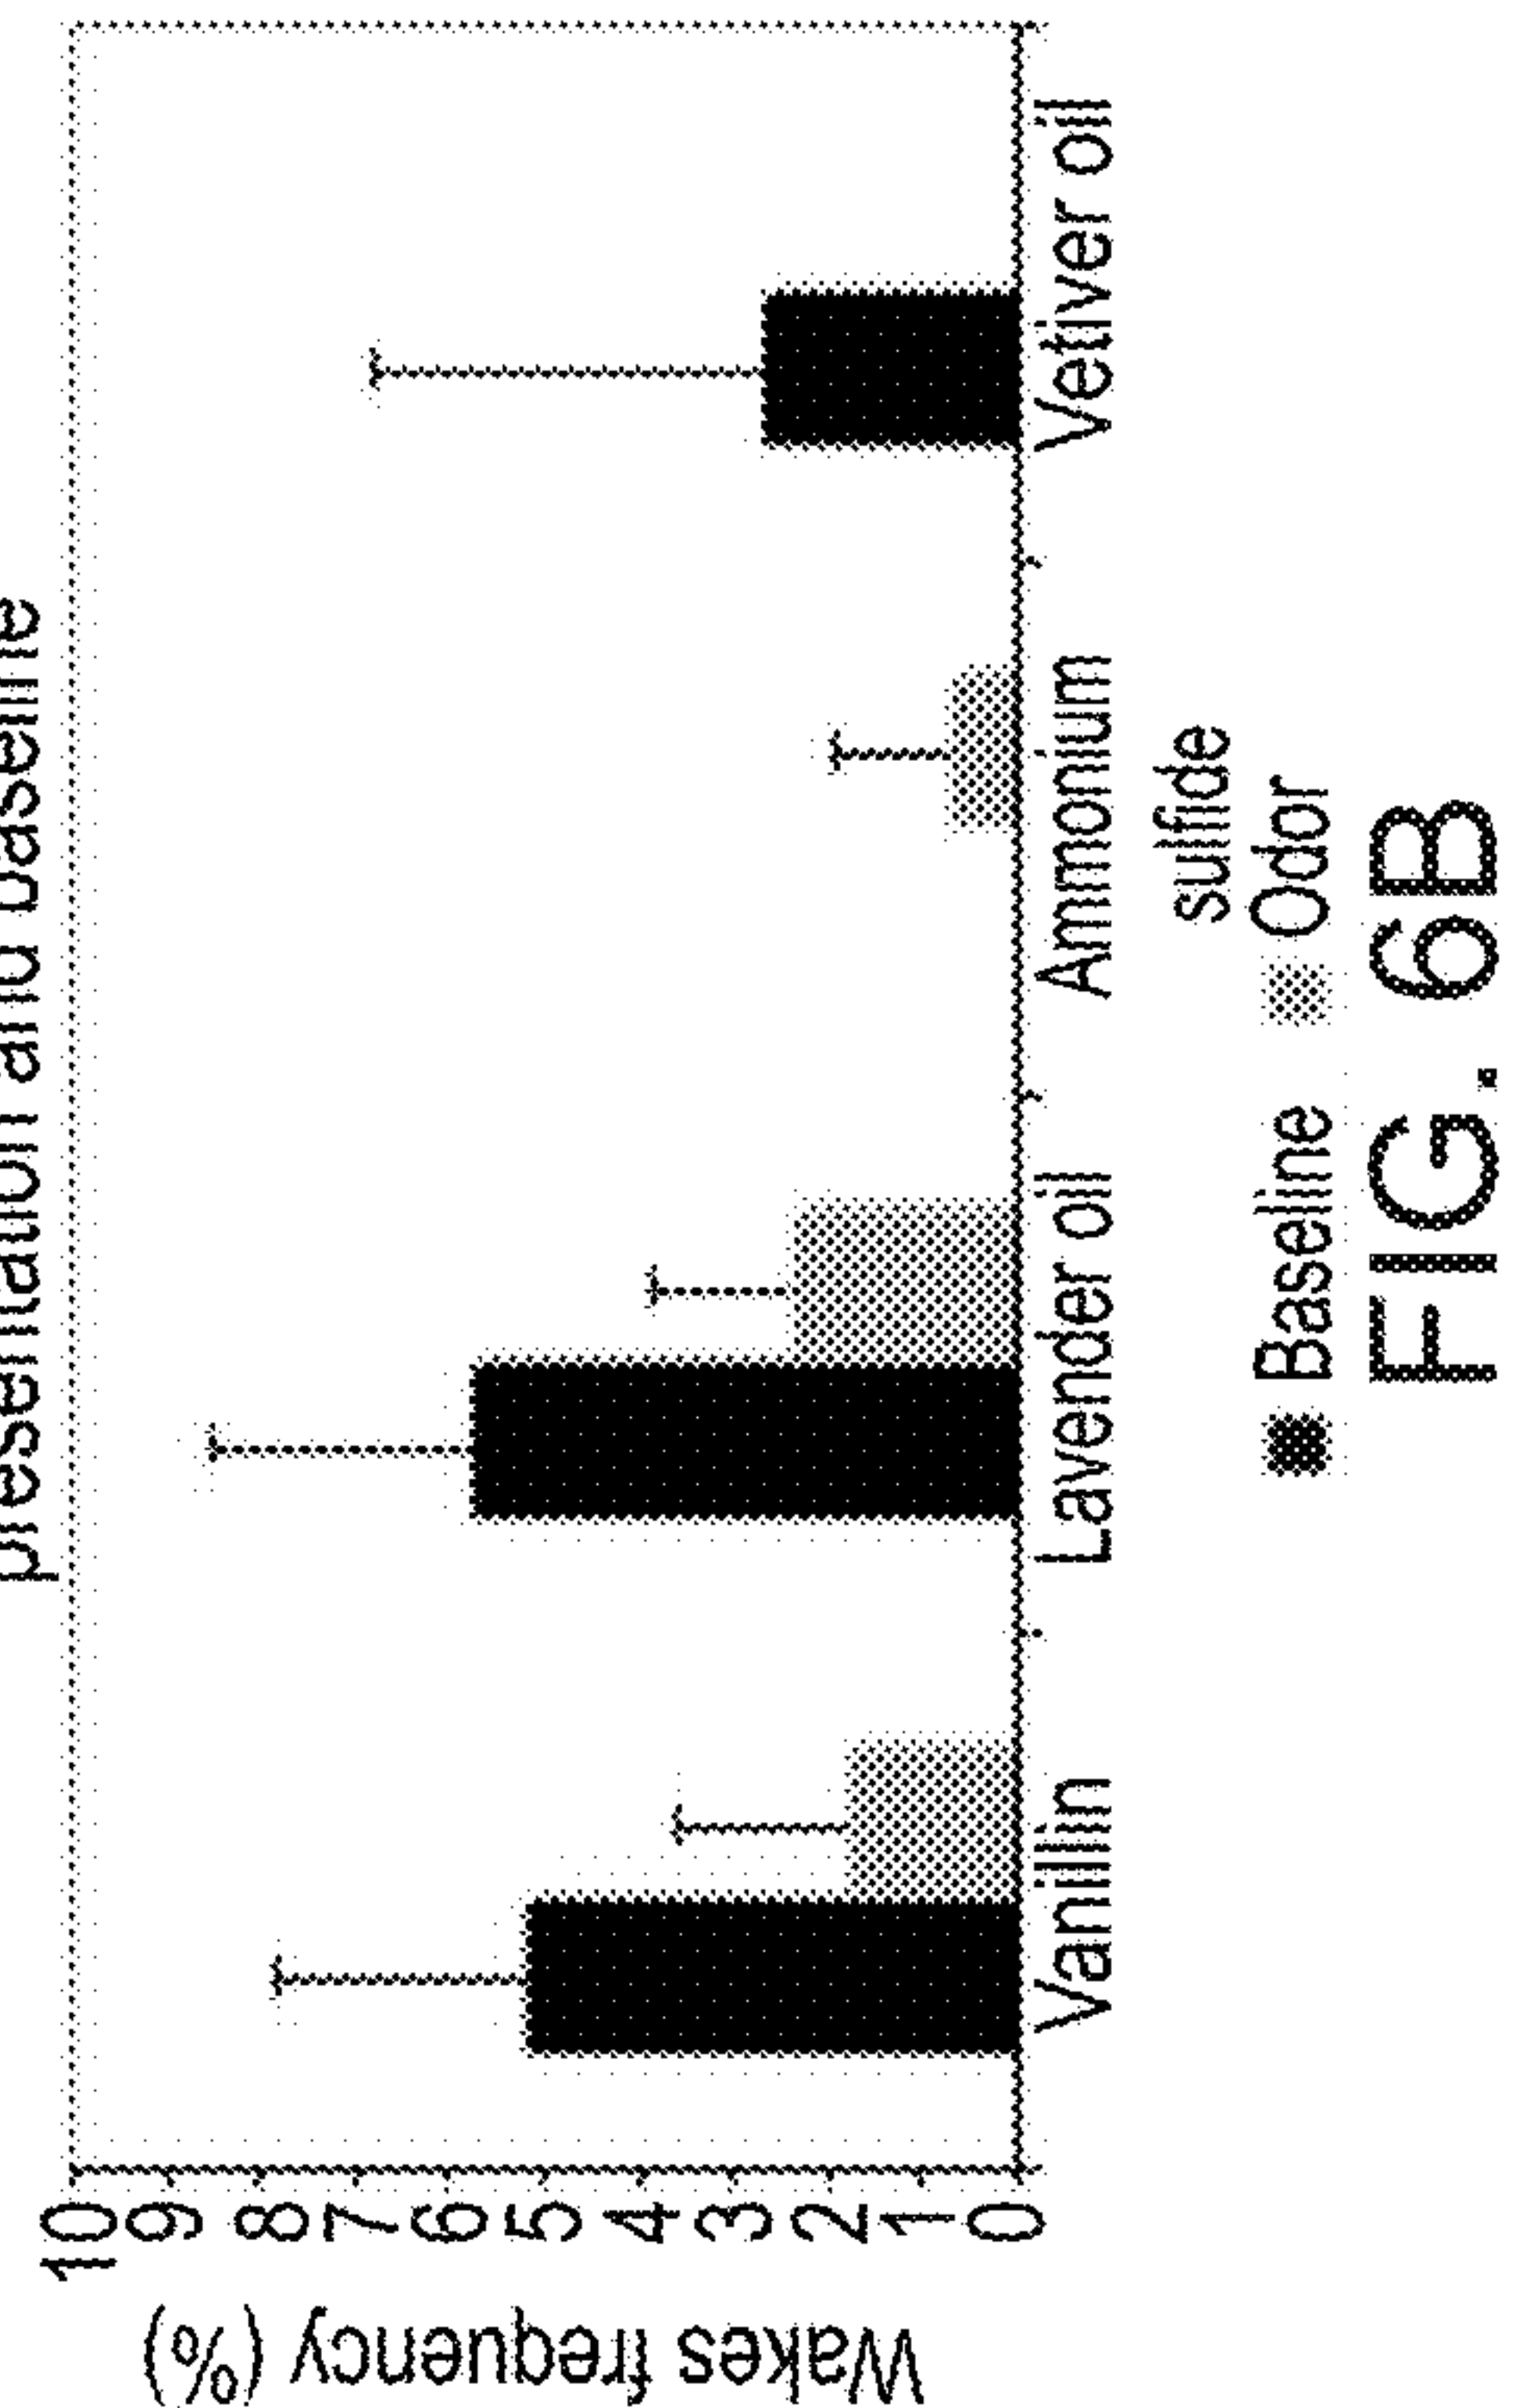 presentation and baseline
Wakes frequency (%)
10
9
8
7
6
5
4
3
2
1
0
Vanillin
Lavender oil
Ammonium
sulfide
Vetiver oil
Baseline Odor
FIG. 6B